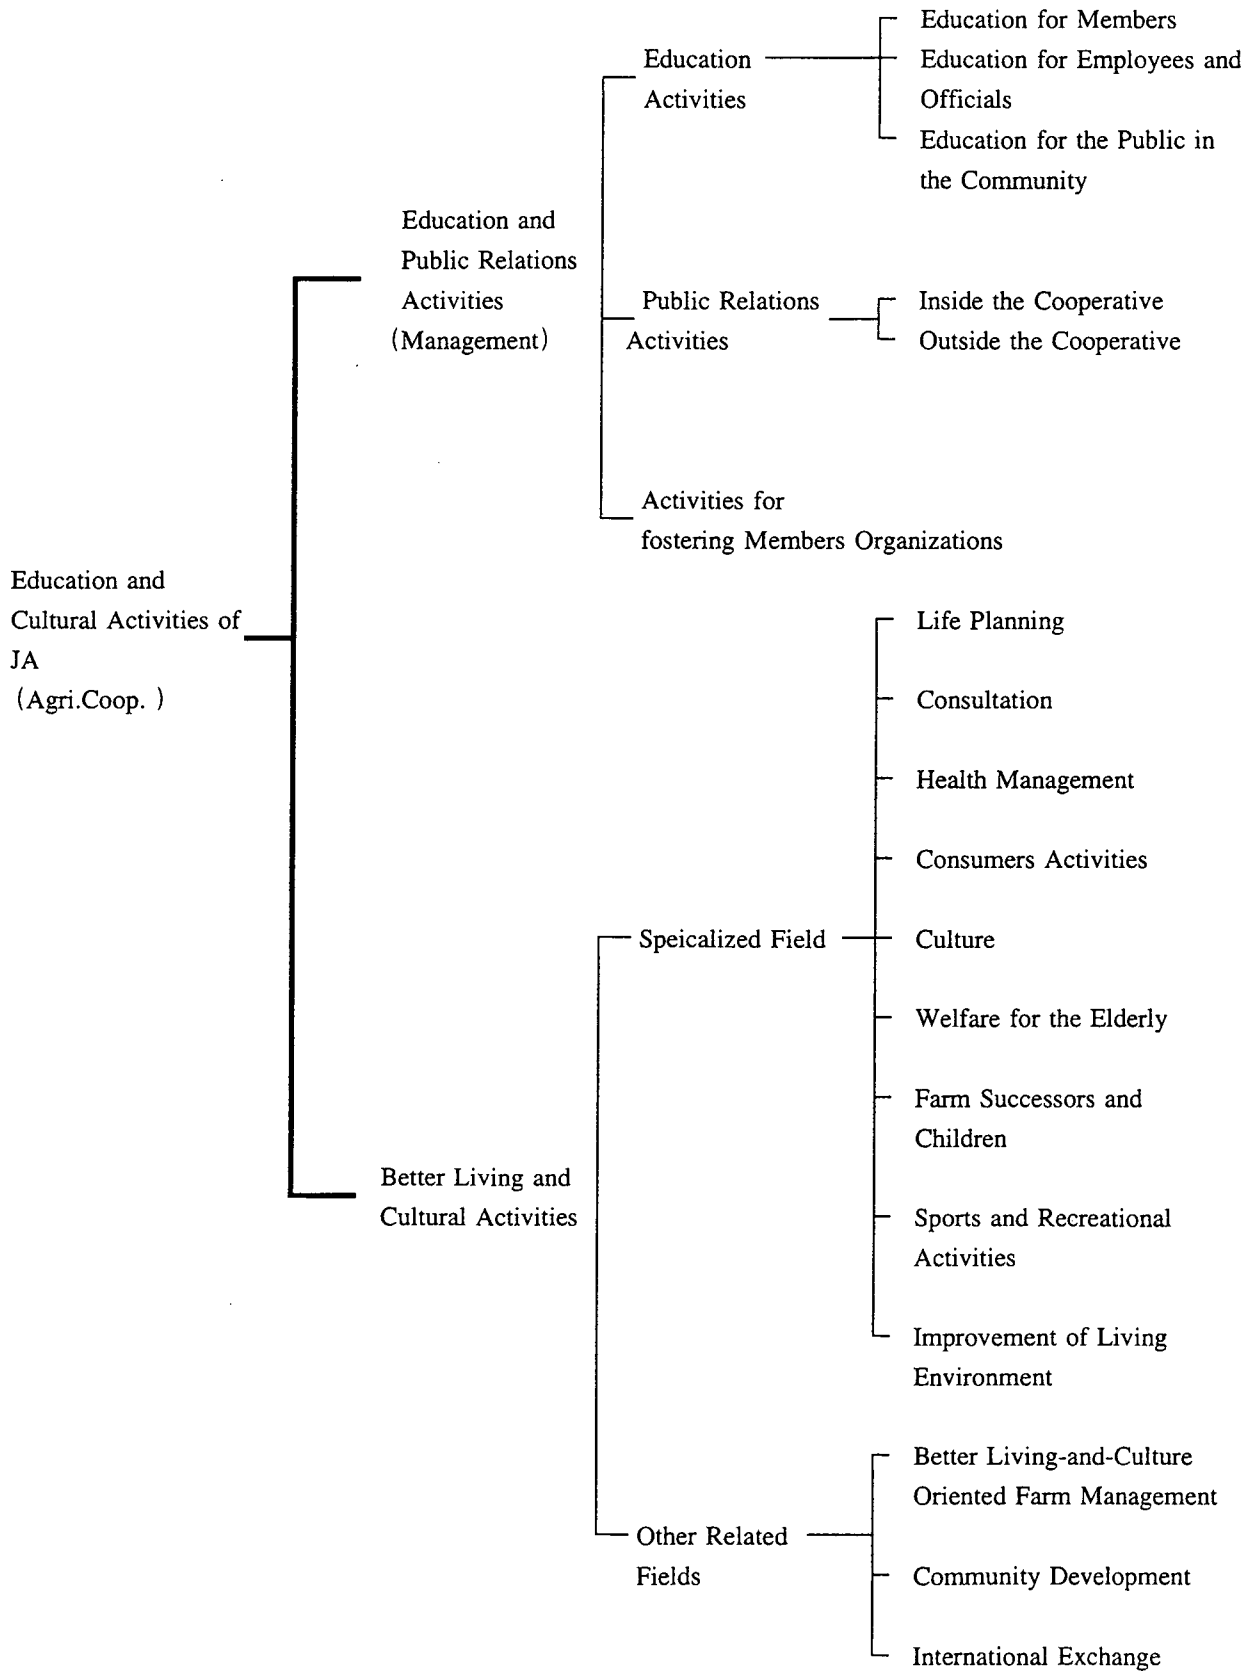 Education and
Cultural Activities of
JA
(Agri.Coop. )
Education and
Public Relations
Activities
(Management)
Education
Activities
Education for Members
Education for Employees and
Officials
Education for the Public in
the Community
Public Relations
Activities
Inside the Cooperative
Outside the Cooperative
Activities for
fostering Members Organizations
Better Living and
Cultural Activities
Speicalized Field
Life Planning
Consultation
Health Management
Consumers Activities
Culture
Welfare for the Elderly
Farm Successors and
Children
Sports and Recreational
Activities
Improvement of Living
Environment
Other Related
Fields
Better Living-and-Culture
Oriented Farm Management
Community Development
International Exchange